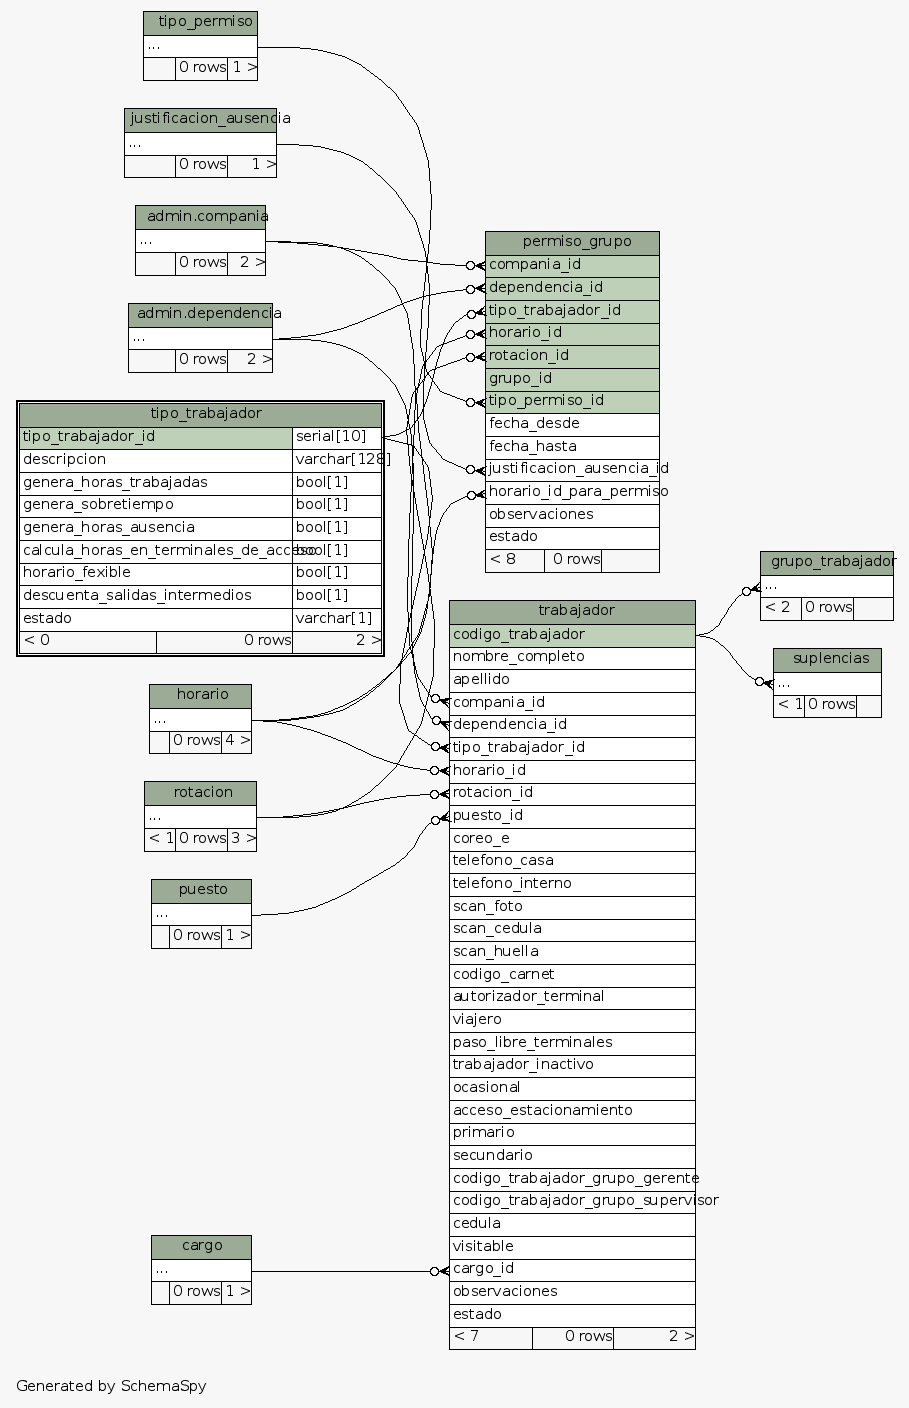 tipo_permiso
...
0 rows 1 >
justificacion_ausencia
...
0 rows 1 >
admin.compania
...
0 rows 2 >
admin.dependencia
...
0 rows 2 >
tipo_trabajador
tipo_trabajador_id serial[10]
descripcion varchar[128]
genera_horas_trabajadas bool[1]
genera_sobretiempo bool[1]
genera_horas_ausencia bool[1]
calcula_horas_en_terminales_de_acceso bool[1]
horario_fexible bool[1]
descuenta_salidas_intermedios bool[1]
estado varchar[1]
< 0 0 rows 2 >
horario
...
0 rows 4 >
rotacion
...
< 1 0 rows 3 >
puesto
...
0 rows 1 >
cargo
...
0 rows 1 >
permiso_grupo
compania_id
dependencia_id
tipo_trabajador_id
horario_id
rotacion_id
grupo_id
tipo_permiso_id
fecha_desde
fecha_hasta
justificacion_ausencia_id
horario_id_para_permiso
observaciones
estado
< 8 0 rows
trabajador
codigo_trabajador
nombre_completo
apellido
compania_id
dependencia_id
tipo_trabajador_id
horario_id
rotacion_id
puesto_id
coreo_e
telefono_casa
telefono_interno
scan_foto
scan_cedula
scan_huella
codigo_carnet
autorizador_terminal
viajero
paso_libre_terminales
trabajador_inactivo
ocasional
acceso_estacionamiento
primario
secundario
codigo_trabajador_grupo_gerente
codigo_trabajador_grupo_supervisor
cedula
visitable
cargo_id
observaciones
estado
< 7 0 rows 2 >
grupo_trabajador
...
< 2 0 rows
suplencias
...
< 1 0 rows
Generated by SchemaSpy